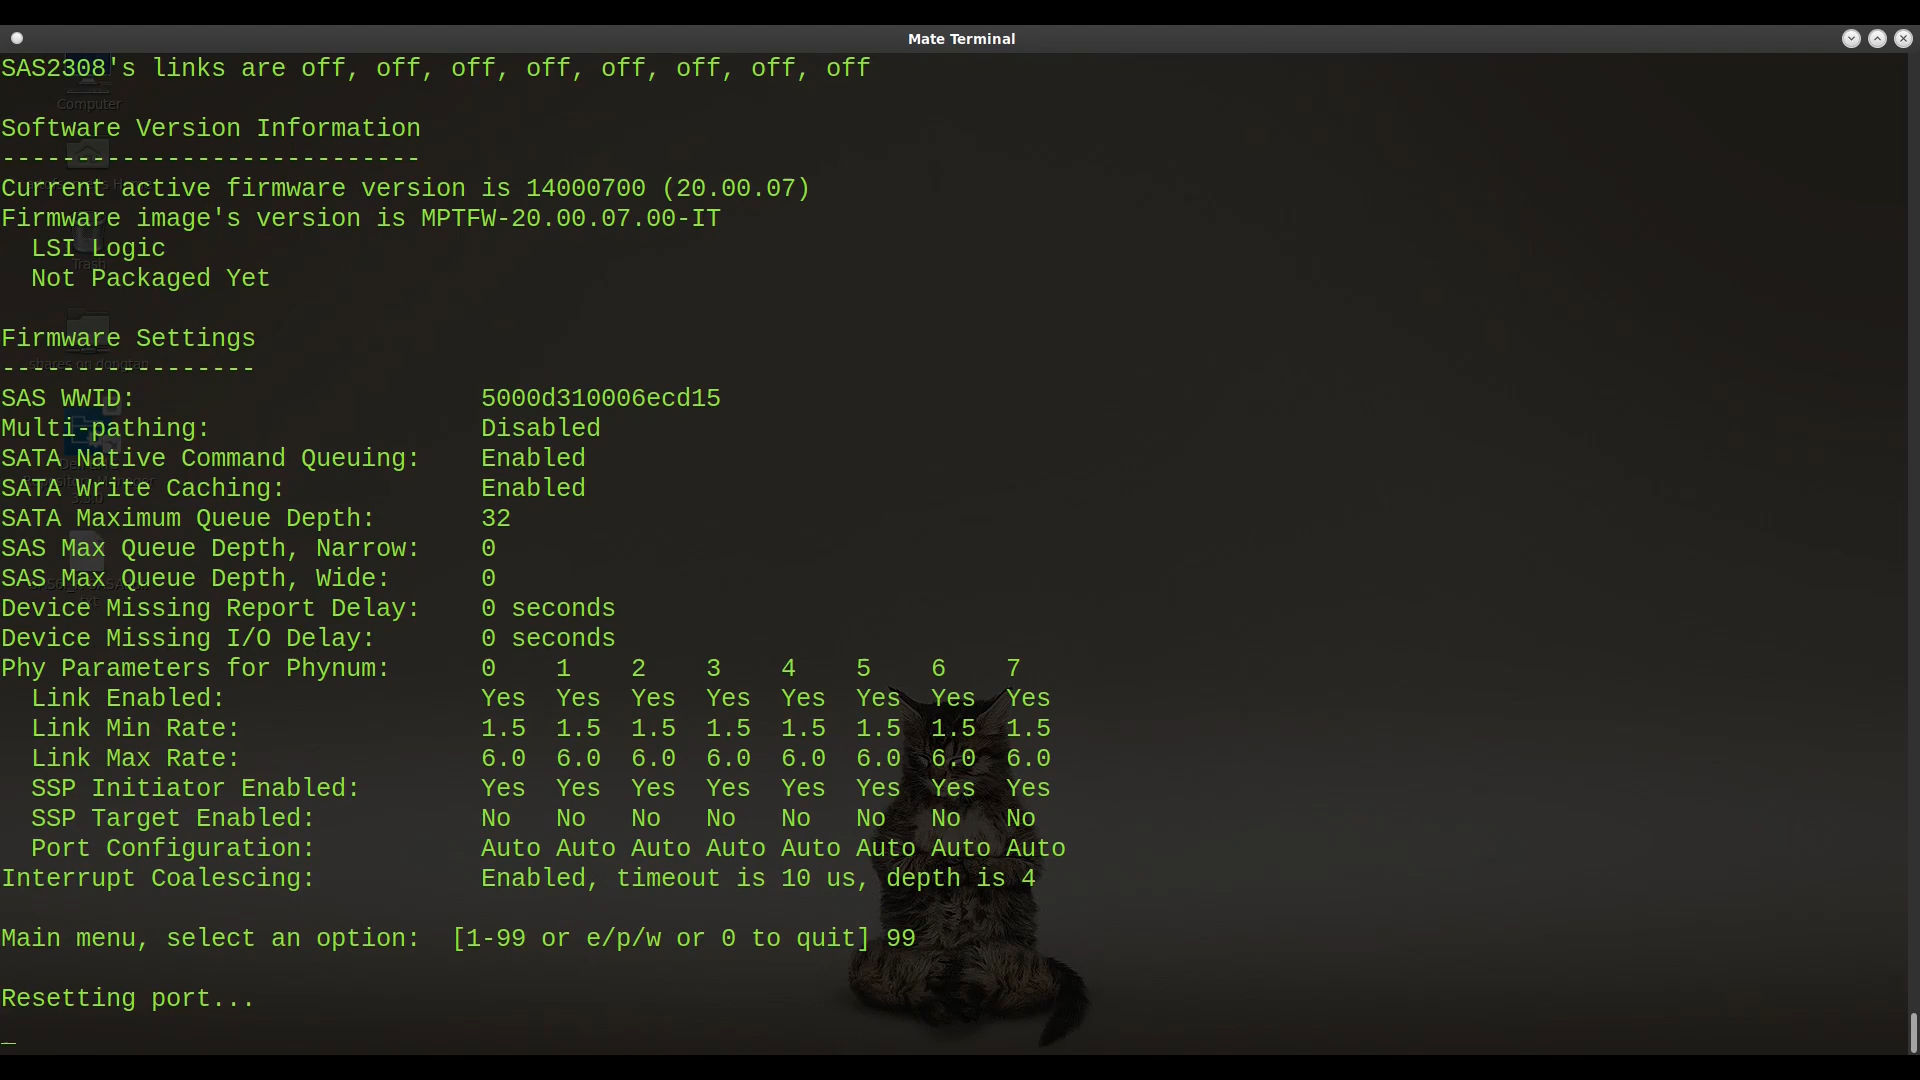 Mate Terminal
SAS2308's links are off, off, off, off, off, off, off, off
Computer
Software Version Information
----------------------------
Current active firmware version is 14000700 (20.00.07)
Firmware image's version is MPTFW-20.00.07.00-IT
LSI Logic
Trash
Not Packaged Yet
Firmware Settings
-----------------
SAS WWID: 5000d310006ecd15
Multi-pathing: Disabled
SATA Native Command Queuing: Enabled
SATA Write Caching: Enabled
SATA Maximum Queue Depth: 32
SAS Max Queue Depth, Narrow: 0
SAS Max Queue Depth, Wide: 0
Device Missing Report Delay: 0 seconds
Device Missing I/O Delay: 0 seconds
Phy Parameters for Phynum: 0 1 2 3 4 5 6 7
Link Enabled: Yes Yes Yes Yes Yes Yes Yes Yes
Link Min Rate: 1.5 1.5 1.5 1.5 1.5 1.5 1.5 1.5
Link Max Rate: 6.0 6.0 6.0 6.0 6.0 6.0 6.0 6.0
SSP Initiator Enabled: Yes Yes Yes Yes Yes Yes Yes Yes
SSP Target Enabled: No No No No No No No No
Port Configuration: Auto Auto Auto Auto Auto Auto Auto Auto
Interrupt Coalescing: Enabled, timeout is 10 us, depth is 4
Main menu, select an option: [1-99 or e/p/w or 0 to quit] 99
Resetting port...
_